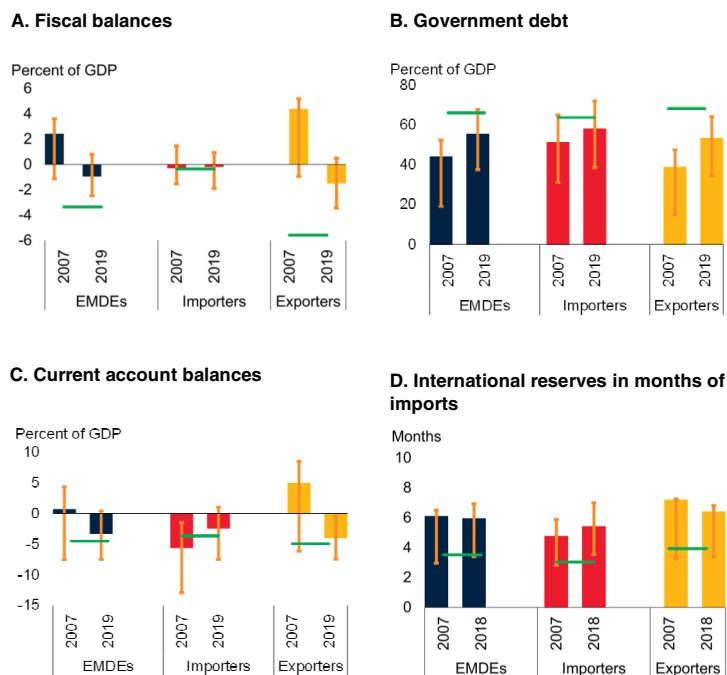 A. Fiscal balances
Percent of GDP
6
4
2
0
-2
-4
-6
2007
2019
2007
2019
2007
2019
EMDEs
Importers
Exporters
B. Government debt
Percent of GDP
80
60
40
20
0
2007
2019
2007
2019
2007
2019
EMDEs
Importers
Exporters
C. Current account balances
Percent of GDP
10
5
0
-5
-10
-15
2007
2019
2007
2019
2007
2019
EMDEs
Importers
Exporters
D. International reserves in months of
imports
Months
10
8
6
4
2
0
2007
2018
2007
2018
2007
2018
EMDEs
Importers
Exporters